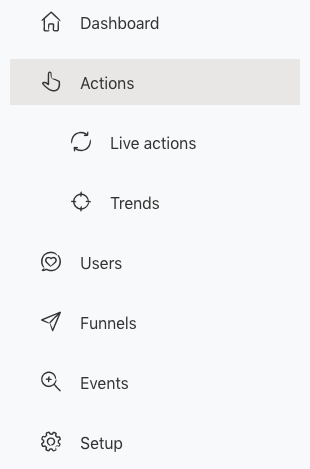 Dashboard
Actions
Live actions
Trends
Users
Funnels
Events
Setup